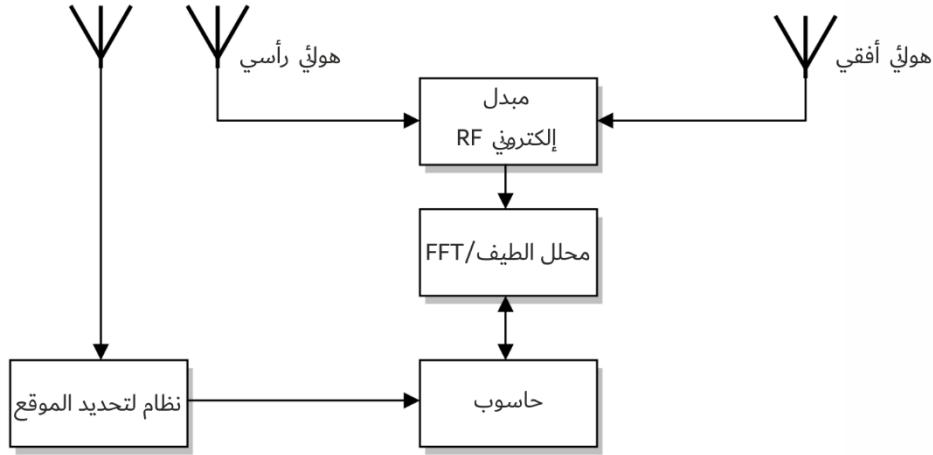 هوائي رأسي
هوائي أفقي
مبدل
إلكتروني RF
محلل الطيف/FFT
نظام لتحديد الموقع
حاسوب